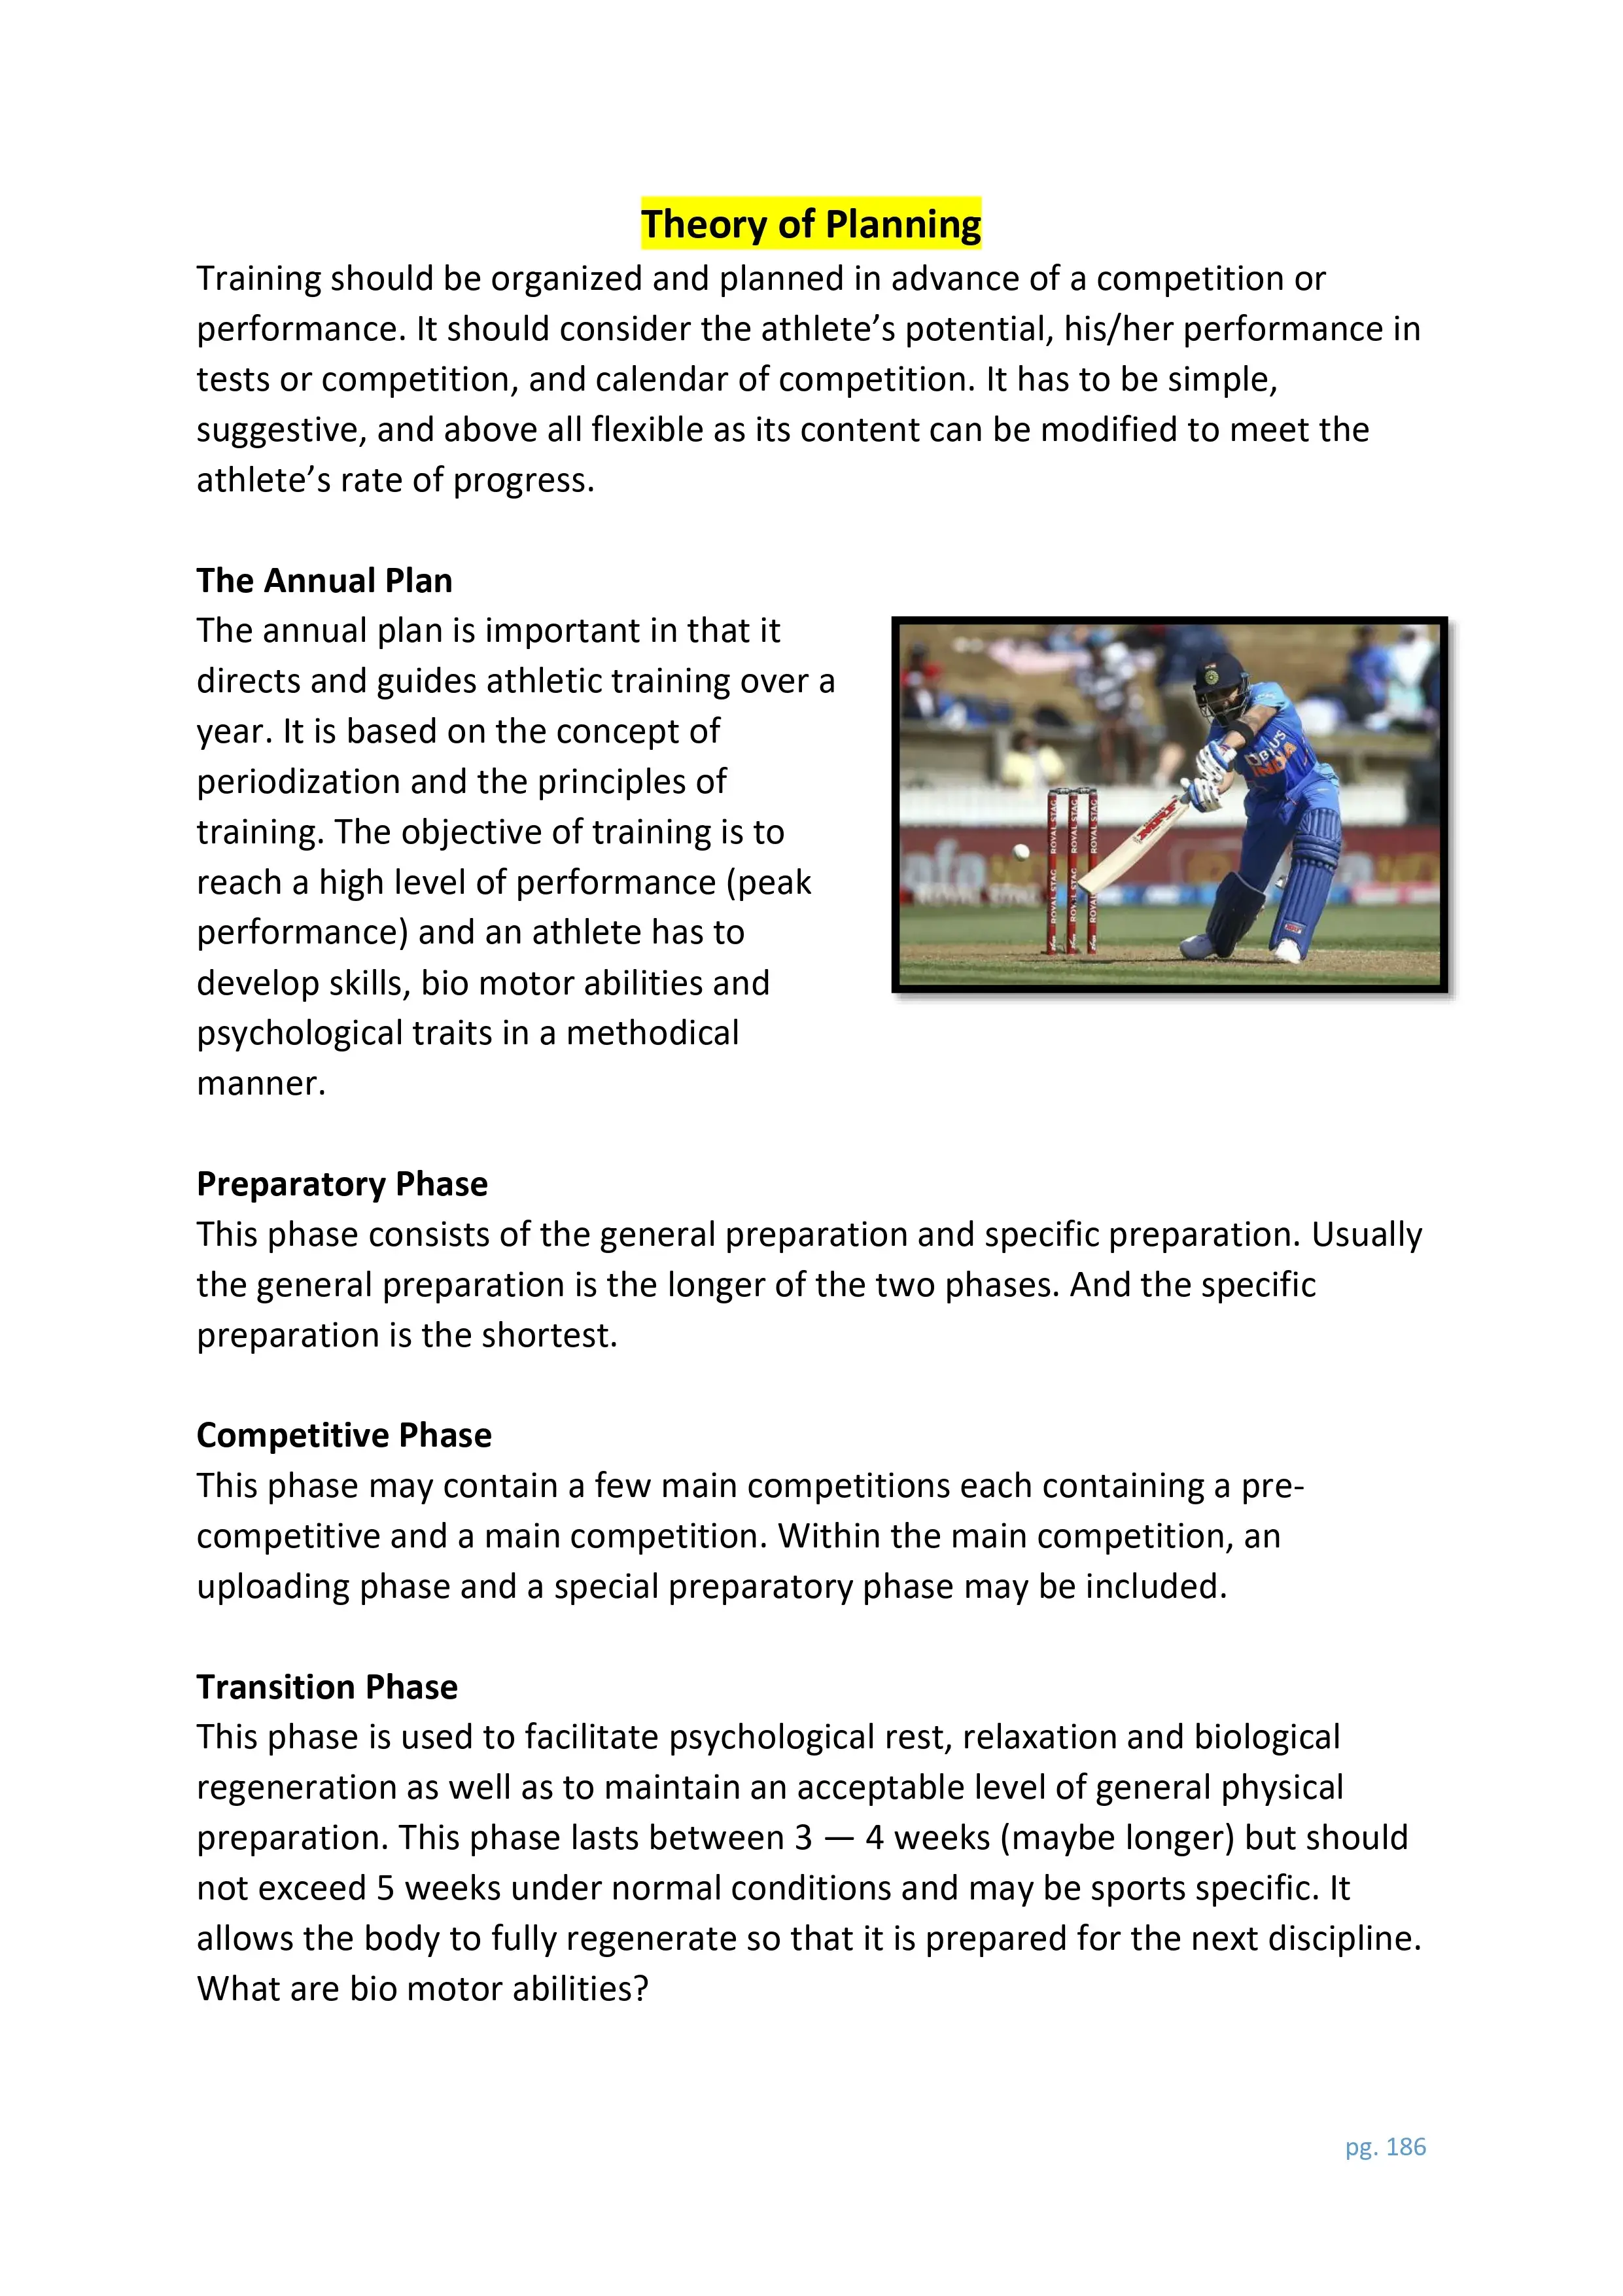 Theory of Planning
Training should be organized and planned in advance of a competition or
performance. It should consider the athlete’s potential, his/her performance in
tests or competition, and calendar of competition. It has to be simple,
suggestive, and above all flexible as its content can be modified to meet the
athlete’s rate of progress.
The Annual Plan
The annual plan is important in that it
directs and guides athletic training over a
year. It is based on the concept of
periodization and the principles of
training. The objective of training is to
reach a high level of performance (peak
performance) and an athlete has to
develop skills, bio motor abilities and
psychological traits in a methodical
manner.
BYJU'S
INDIA
ROYAL STAG
ROYAL STAG
ROYAL
MRF
ROYAL STAG
Preparatory Phase
This phase consists of the general preparation and specific preparation. Usually
the general preparation is the longer of the two phases. And the specific
preparation is the shortest.
Competitive Phase
This phase may contain a few main competitions each containing a pre-
competitive and a main competition. Within the main competition, an
uploading phase and a special preparatory phase may be included.
Transition Phase
This phase is used to facilitate psychological rest, relaxation and biological
regeneration as well as to maintain an acceptable level of general physical
preparation. This phase lasts between 3 — 4 weeks (maybe longer) but should
not exceed 5 weeks under normal conditions and may be sports specific. It
allows the body to fully regenerate so that it is prepared for the next discipline.
What are bio motor abilities?
pg. 186